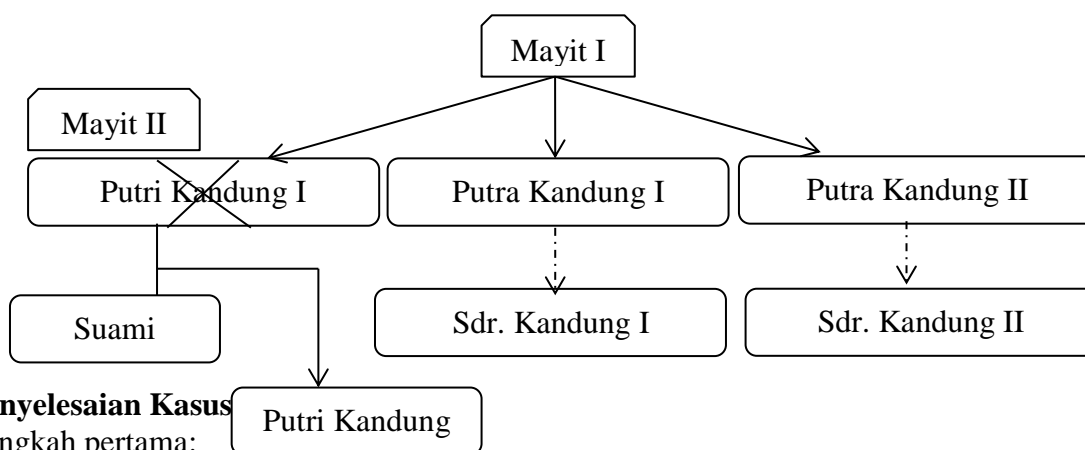 Mayit I
Mayit II
Putri Kandung I
Putra Kandung I
Putra Kandung II
Suami
Sdr. Kandung I
Sdr. Kandung II
nyelesaian Kasus
Putri Kandung
ngkah pertama: